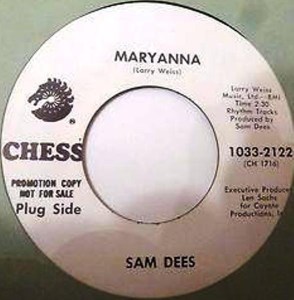 MARYANNA
(Larry Weiss)
Larry Weiss
Music, Ltd.-BMI
Time 2:30
Rhythm Tracks
Produced by
Sam Dees
®
CHESS
1033-2122
(CH 1716)
PROMOTION COPY
NOT FOR SALE
Plug Side
Executive Producer
Len Sachs
for Coyote
Productions, In
SAM DEES